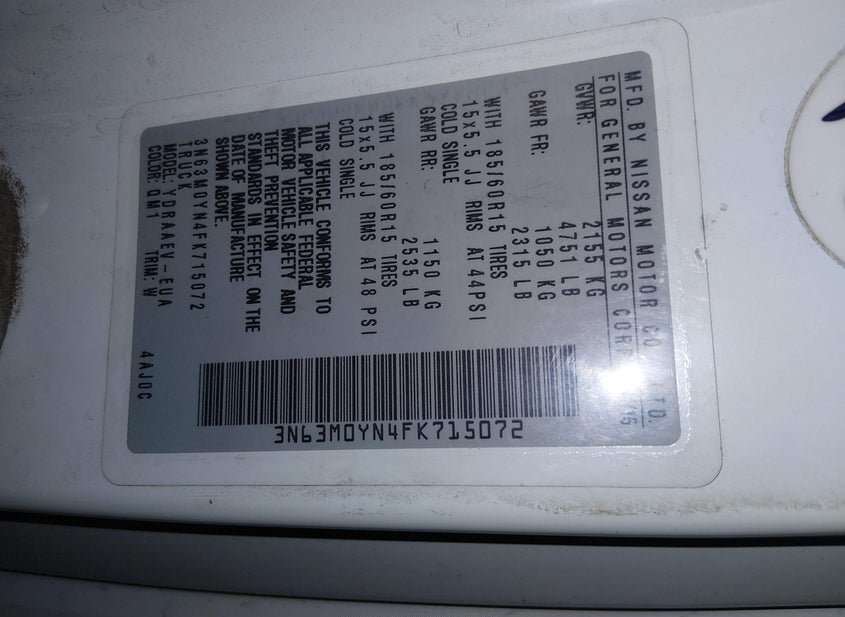 MFD. BY NISSAN MOTOR CO., LTD.
FOR GENERAL MOTORS CORP
/15
GVWR: 2155 KG
4751 LB
GAWR FR: 1050 KG
2315 LB
WITH 185/60R15 TIRES
15x5.5 JJ RIMS AT 44PSI
COLD SINGLE
GAWR RR: 1150 KG
2535 LB
WITH 185/60R15 TIRES
15x5.5 JJ RIMS AT 48 PSI
COLD SINGLE
THIS VEHICLE CONFORMS TO
ALL APPLICABLE FEDERAL
MOTOR VEHICLE SAFETY AND
THEFT PREVENTION
STANDARDS IN EFFECT ON THE
DATE OF MANUFACTURE
SHOWN ABOVE.
3N63M0YN4FK715072
TRUCK
MODEL: YDRAAEV-EUA
COLOR: QM1 TRIM: W
4AJ0C
3N63M0YN4FK715072